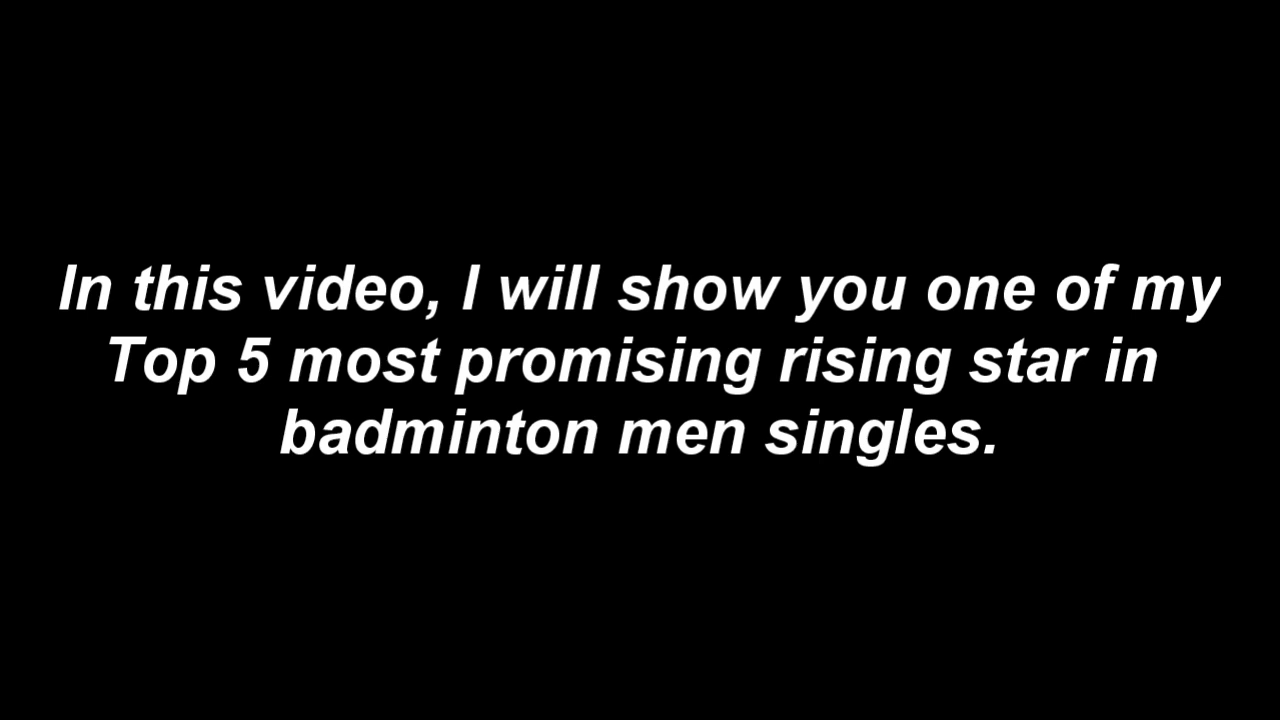 In this video, I will show you one of my
Top 5 most promising rising star in
badminton men singles.